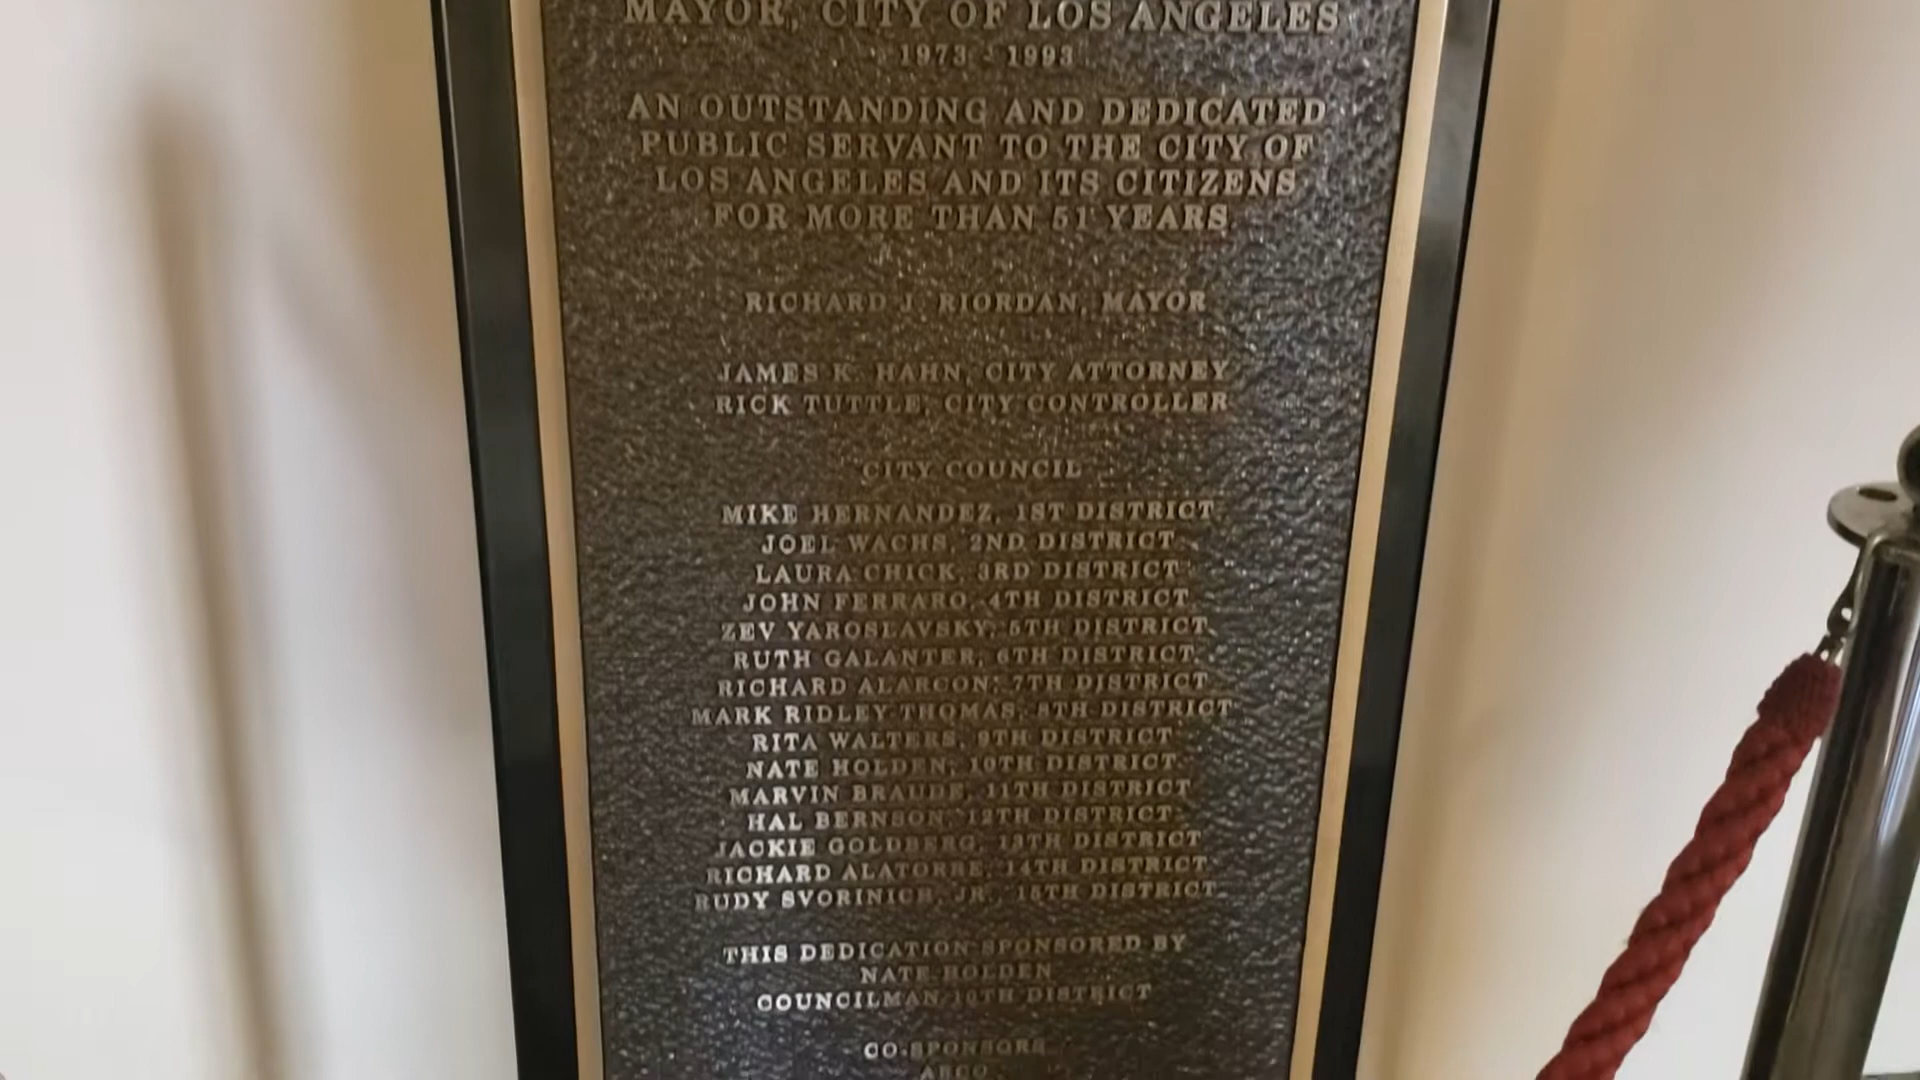 MAYOR, CITY OF LOS ANGELES
1973 - 1993
AN OUTSTANDING AND DEDICATED
PUBLIC SERVANT TO THE CITY OF
LOS ANGELES AND ITS CITIZENS
FOR MORE THAN 51 YEARS
RICHARD J. RIORDAN, MAYOR
JAMES K. HAHN, CITY ATTORNEY
RICK TUTTLE, CITY CONTROLLER
CITY COUNCIL
MIKE HERNANDEZ, 1ST DISTRICT
JOEL WACHS, 2ND DISTRICT
LAURA CHICK, 3RD DISTRICT
JOHN FERRARO, 4TH DISTRICT
ZEV YAROSLAVSKY, 5TH DISTRICT
RUTH GALANTER, 6TH DISTRICT
RICHARD ALARCON, 7TH DISTRICT
MARK RIDLEY-THOMAS, 8TH DISTRICT
RITA WALTERS, 9TH DISTRICT
NATE HOLDEN, 10TH DISTRICT
MARVIN BRAUDE, 11TH DISTRICT
HAL BERNSON, 12TH DISTRICT
JACKIE GOLDBERG, 13TH DISTRICT
RICHARD ALATORRE, 14TH DISTRICT
RUDY SVORINICH, JR., 15TH DISTRICT
THIS DEDICATION SPONSORED BY
NATE HOLDEN
COUNCILMAN 10TH DISTRICT
CO-SPONSORS
ARCO